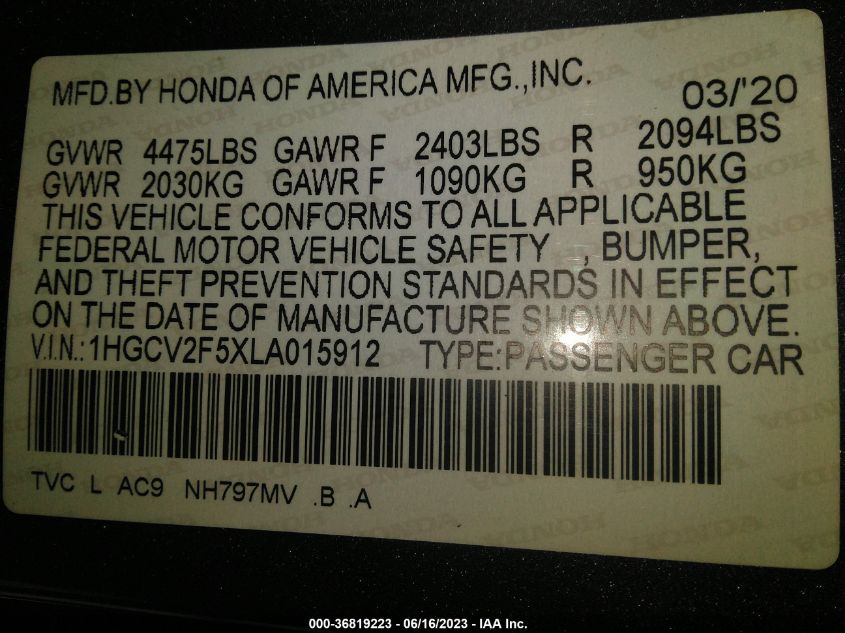 MFD.BY HONDA OF AMERICA MFG.,INC. 03/'20
GVWR 4475LBS GAWR F 2403LBS R 2094LBS
GVWR 2030KG GAWR F 1090KG R 950KG
THIS VEHICLE CONFORMS TO ALL APPLICABLE
FEDERAL MOTOR VEHICLE SAFETY , BUMPER,
AND THEFT PREVENTION STANDARDS IN EFFECT
ON THE DATE OF MANUFACTURE SHOWN ABOVE.
V.I.N.:1HGCV2F5XLA015912 TYPE:PASSENGER CAR
TVC L AC9 NH797MV .B .A
000-36819223 - 06/16/2023 - IAA Inc.